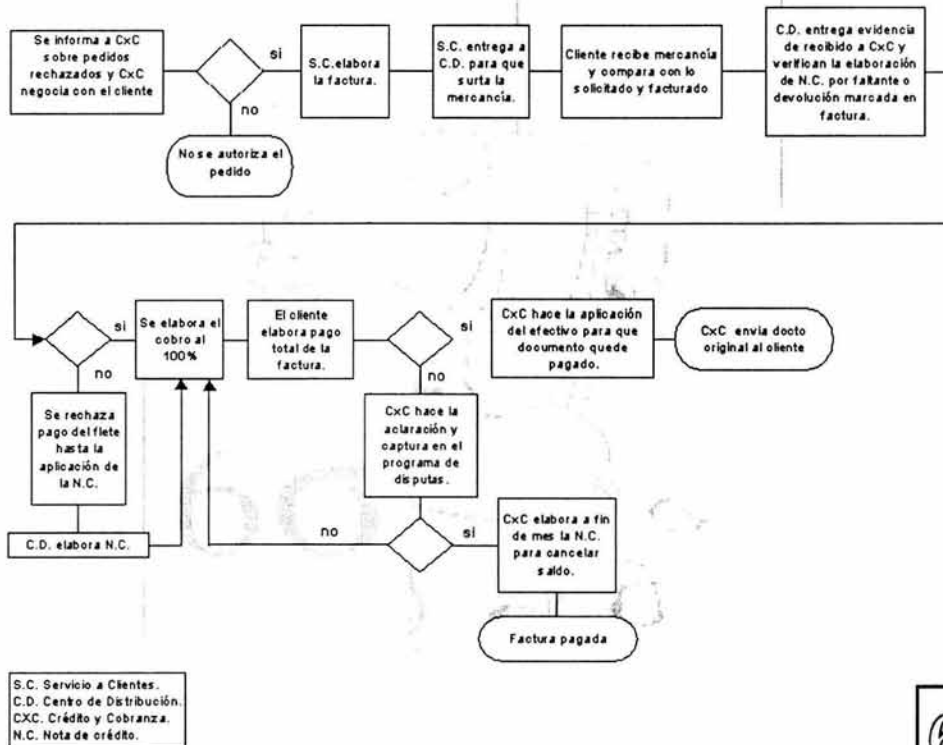 Se informa a CxC
sobre pedidos
rechazados y CxC
negocia con el cliente
si
no
No se autoriza el
pedido
S.C. elabora
la factura.
S.C. entrega a
C.D. para que
surta la
mercancía.
Cliente recibe mercancía
y compara con lo
solicitado y facturado
C.D. entrega evidencia
de recibido a CxC y
verifican la elaboración
de N.C. por faltante o
devolución marcada en
factura.
si
no
Se elabora el
cobro al
100%
El cliente
elabora pago
total de la
factura.
si
no
CxC hace la aplicación
del efectivo para que
documento quede
pagado.
CxC envia docto
original al cliente
Se rechaza
pago del flete
hasta la
aplicación de
la N.C.
C.D. elabora N.C.
CxC hace la
aclaración y
captura en el
programa de
disputas.
no
si
CxC elabora a fin
de mes la N.C.
para cancelar
saldo.
Factura pagada
S.C. Servicio a Clientes.
C.D. Centro de Distribución.
CXC. Crédito y Cobranza.
N.C. Nota de crédito.